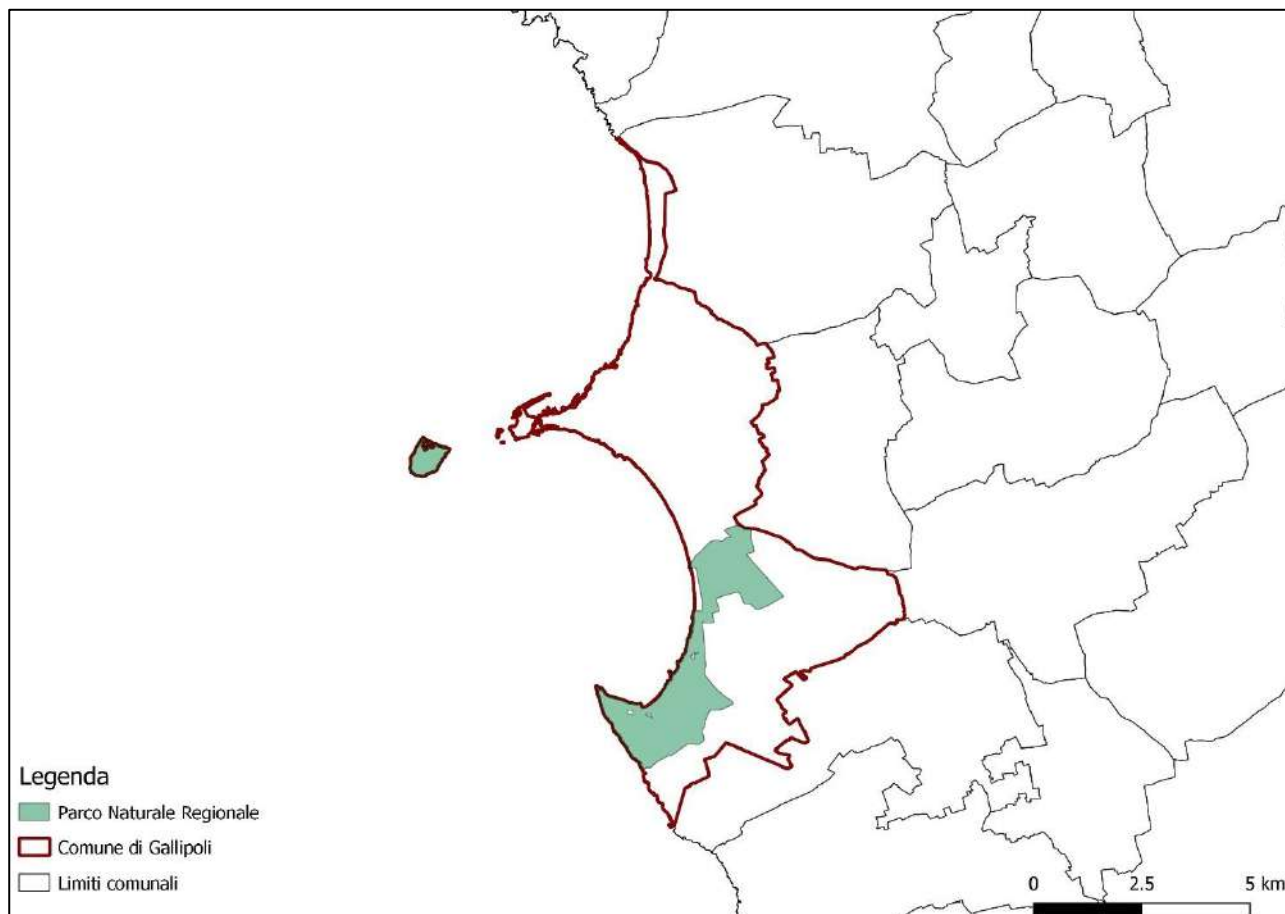 Legenda
Parco Naturale Regionale
Comune di Gallipoli
Limiti comunali
0 2.5 5 km